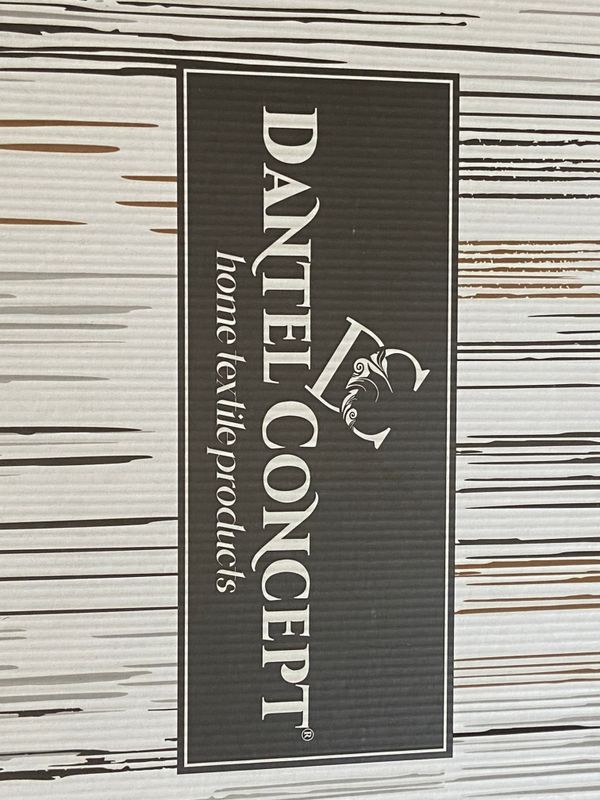 DANTEL CONCEPT®
home textile products